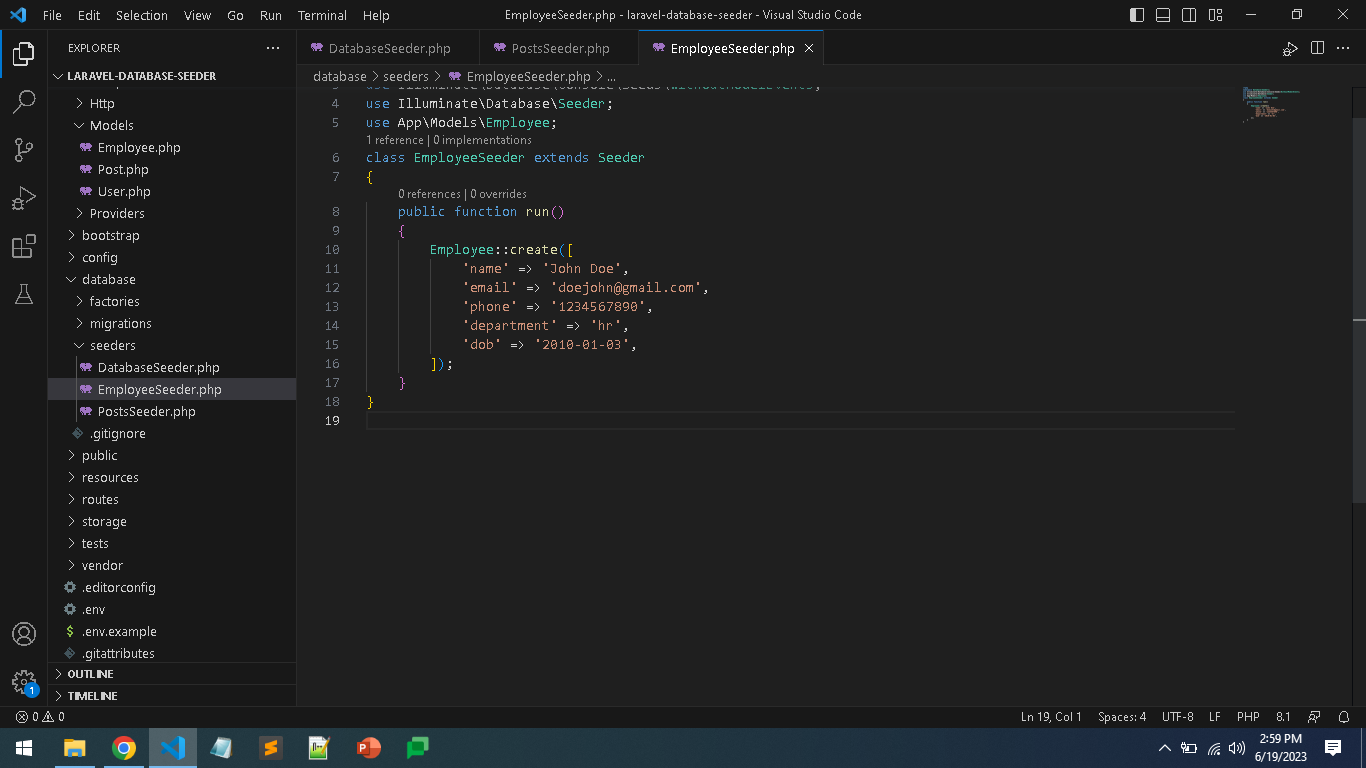 File Edit Selection View Go Run Terminal Help
EmployeeSeeder.php - laravel-database-seeder - Visual Studio Code
EXPLORER
LARAVEL-DATABASE-SEEDER
Http
Models
Employee.php
Post.php
User.php
Providers
bootstrap
config
database
factories
migrations
seeders
DatabaseSeeder.php
EmployeeSeeder.php
PostsSeeder.php
.gitignore
public
resources
routes
storage
tests
vendor
.editorconfig
.env
$ .env.example
.gitattributes
OUTLINE
TIMELINE
DatabaseSeeder.php PostsSeeder.php EmployeeSeeder.php
database > seeders > EmployeeSeeder.php > ...
3 use Illuminate\Database\Console\Seeds\WithoutModelEvents;
4 use Illuminate\Database\Seeder;
5 use App\Models\Employee;
1 reference | 0 implementations
6 class EmployeeSeeder extends Seeder
7 {
0 references | 0 overrides
8 public function run()
9 {
10 Employee::create([
11 'name' => 'John Doe',
12 'email' => 'doejohn@gmail.com',
13 'phone' => '1234567890',
14 'department' => 'hr',
15 'dob' => '2010-01-03',
16 ]);
17 }
18 }
19
1
0 0 Ln 19, Col 1 Spaces: 4 UTF-8 LF PHP 8.1
2:59 PM
6/19/2023